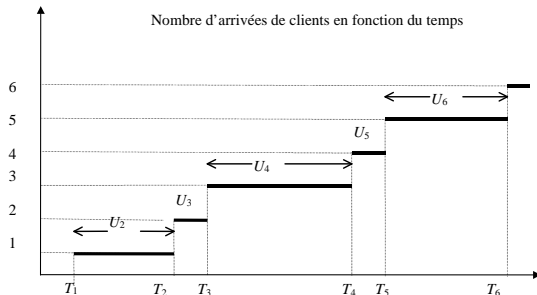 Nombre d'arrivées de clients en fonction du temps
6
U6
5
U5
4
U4
3
U3
2
U2
1
T1 T2 T3 T4 T5 T6